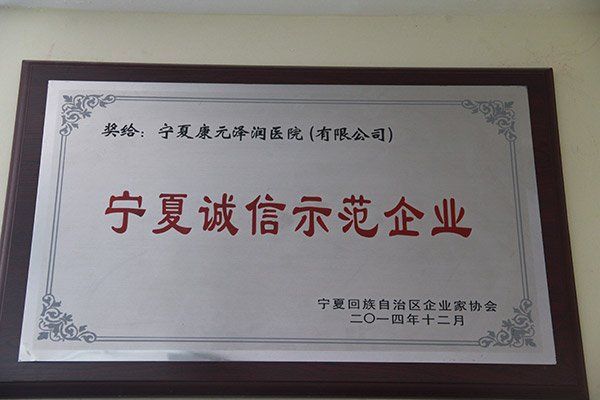 奖给：宁夏康元泽润医院(有限公司)
宁夏诚信示范企业
宁夏回族自治区企业家协会
二〇一四年十二月